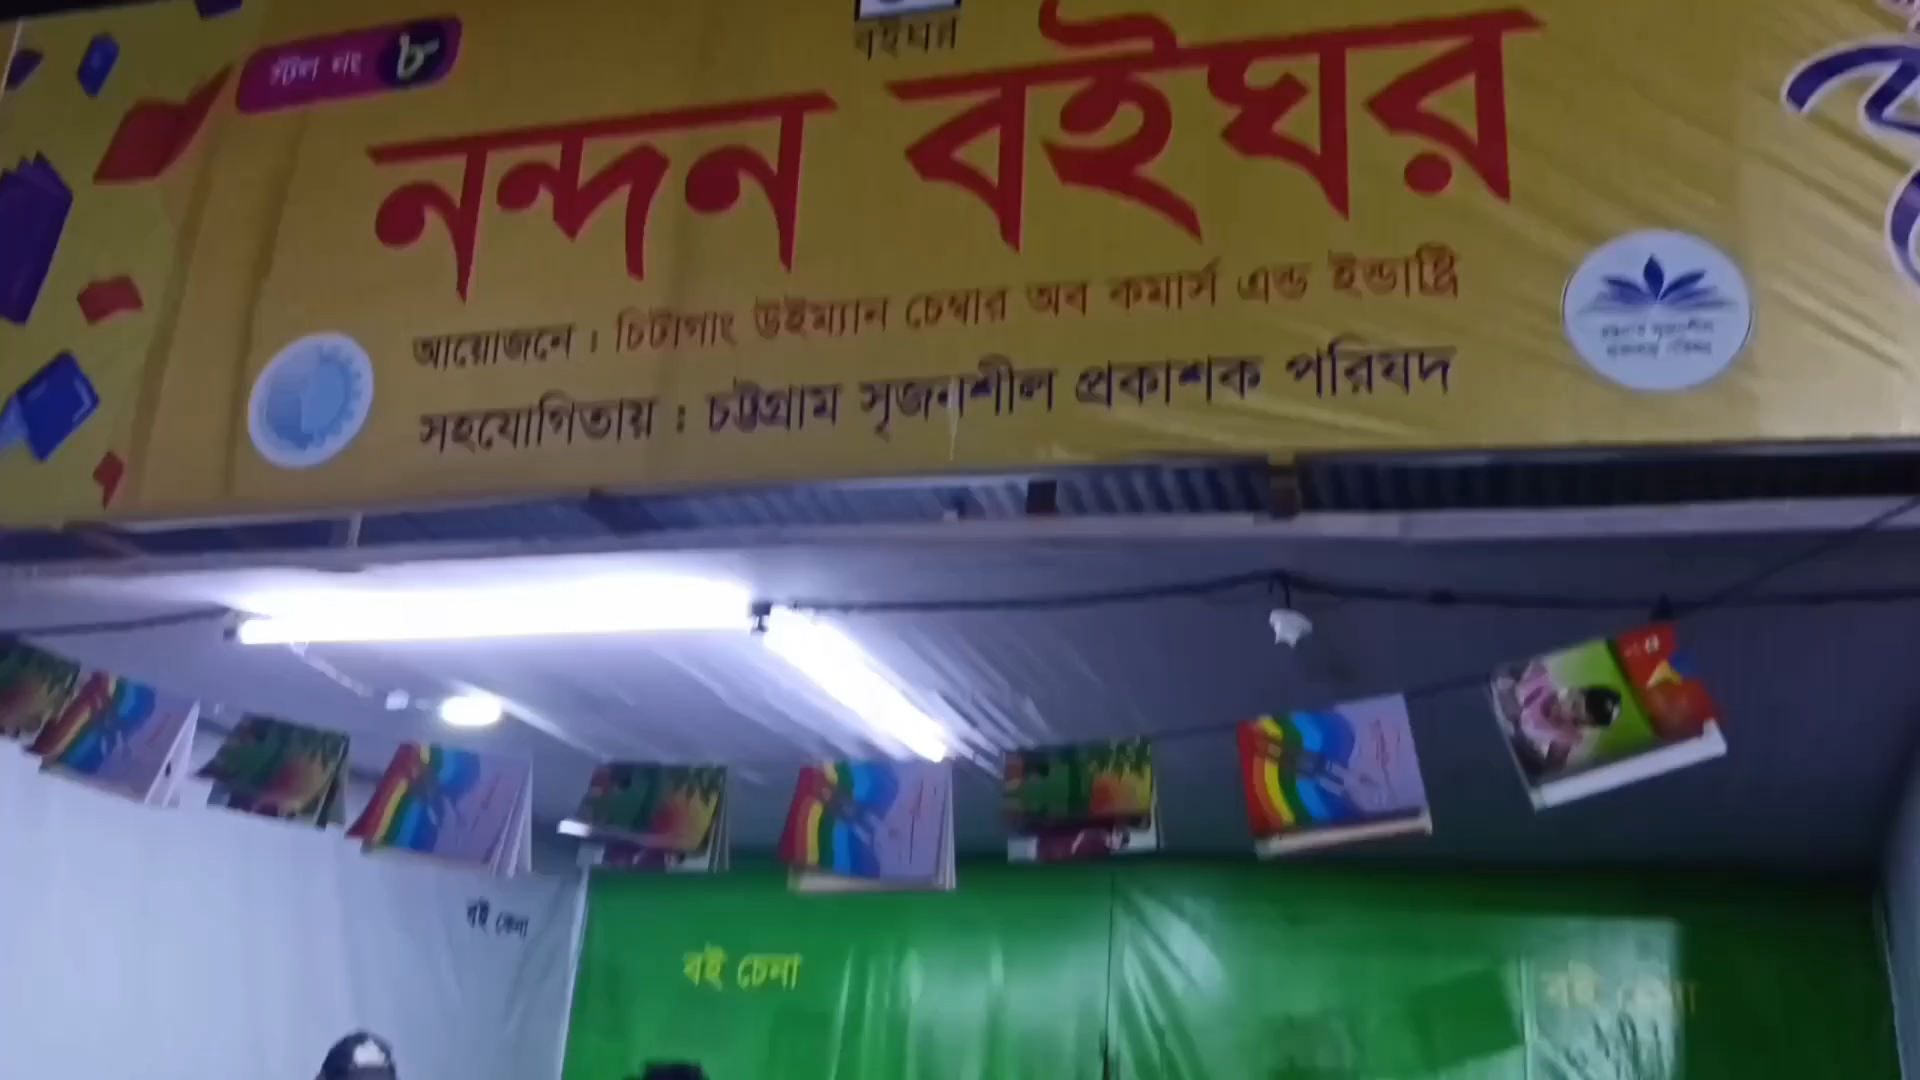 স্টল নং ৮
বইঘর
নন্দন বইঘর
আয়োজনে : চিটাগাং উইম্যান চেম্বার অব কমার্স এন্ড ইন্ডাষ্ট্রি
সহযোগিতায় : চট্টগ্রাম সৃজনশীল প্রকাশক পরিষদ
বই কেনা
বই চেনা